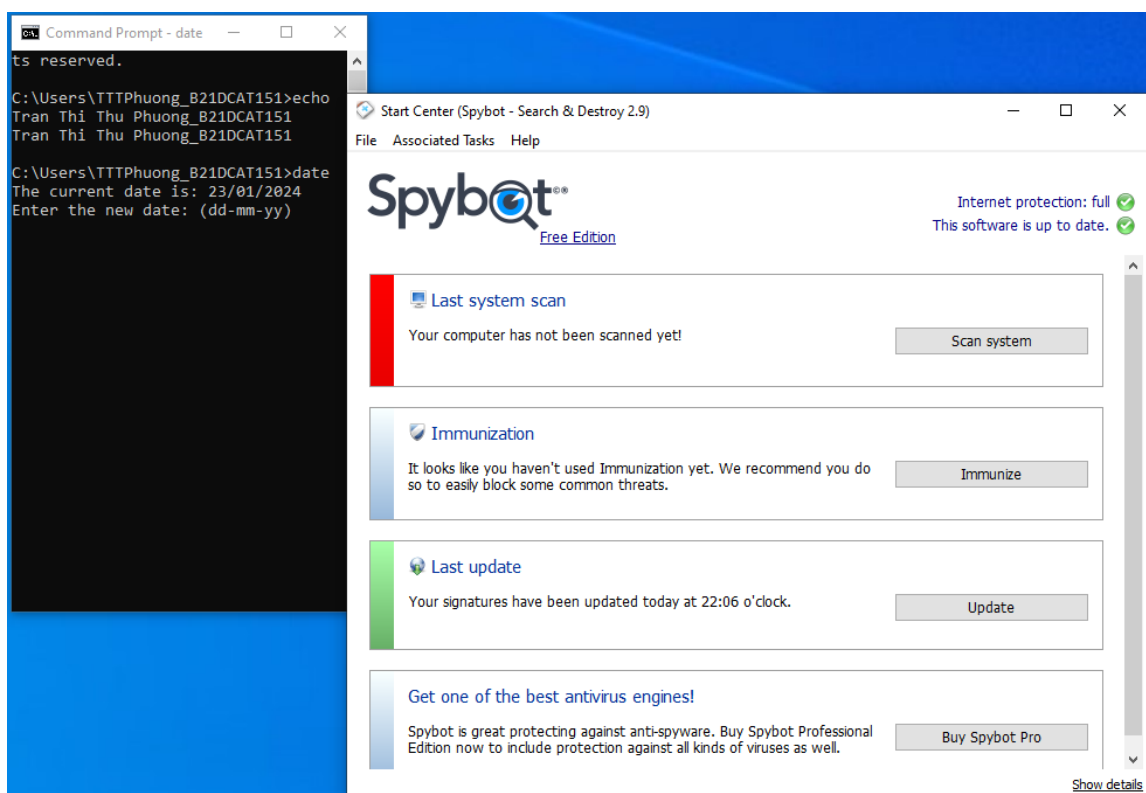 Command Prompt - date
ts reserved.
C:\Users\TTTPhuong_B21DCAT151>echo
Tran Thi Thu Phuong_B21DCAT151
Tran Thi Thu Phuong_B21DCAT151
C:\Users\TTTPhuong_B21DCAT151>date
The current date is: 23/01/2024
Enter the new date: (dd-mm-yy)
Start Center (Spybot - Search & Destroy 2.9)
File Associated Tasks Help
Spybot©®
Free Edition
Internet protection: full
This software is up to date.
Last system scan
Your computer has not been scanned yet!
Scan system
Immunization
It looks like you haven't used Immunization yet. We recommend you do
so to easily block some common threats.
Immunize
Last update
Your signatures have been updated today at 22:06 o'clock.
Update
Get one of the best antivirus engines!
Spybot is great protecting against anti-spyware. Buy Spybot Professional
Edition now to include protection against all kinds of viruses as well.
Buy Spybot Pro
Show details